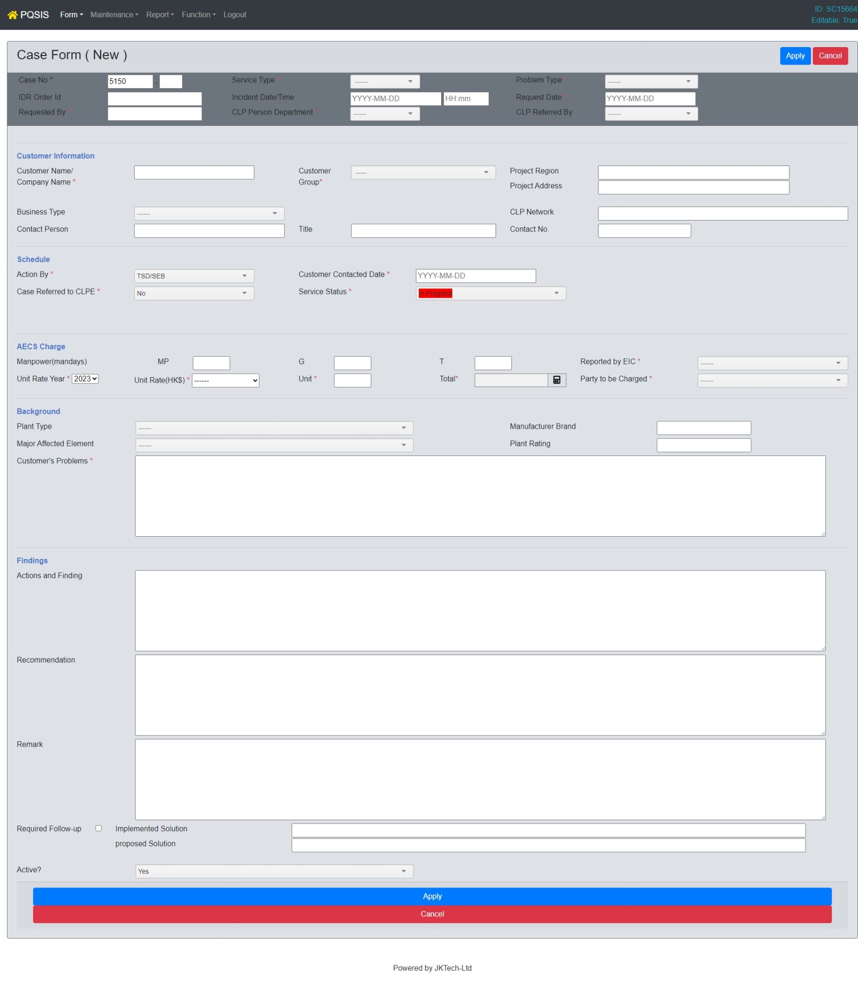 PQSIS Form Maintenance Report Function Logout
ID: SC15664
Editable: True
Case Form ( New )
Apply Cancel
Case No * 5150 . Service Type * ------ Problem Type* ------
IDR Order Id Incident Date/Time YYYY-MM-DD HH:mm Request Date * YYYY-MM-DD
Requested By * CLP Person Department * ------ CLP Referred By ------
Customer Information
Customer Name/
Company Name *
Customer
Group* -----
Project Region
Project Address
Business Type ------ CLP Network
Contact Person Title Contact No.
Schedule
Action By * TSD/SEB Customer Contacted Date * YYYY-MM-DD
Case Referred to CLPE * No Service Status * In Progress
AECS Charge
Manpower(mandays) MP G T Reported by EIC * ------
Unit Rate Year * 2023 Unit Rate(HK$) * ------ Unit * Total* Party to be Charged * ------
Background
Plant Type ------ Manufacturer Brand
Major Affected Element ------ Plant Rating
Customer's Problems *
Findings
Actions and Finding
Recommendation
Remark
Required Follow-up Implemented Solution
proposed Solution
Active? Yes
Apply
Cancel
Powered by JKTech-Ltd